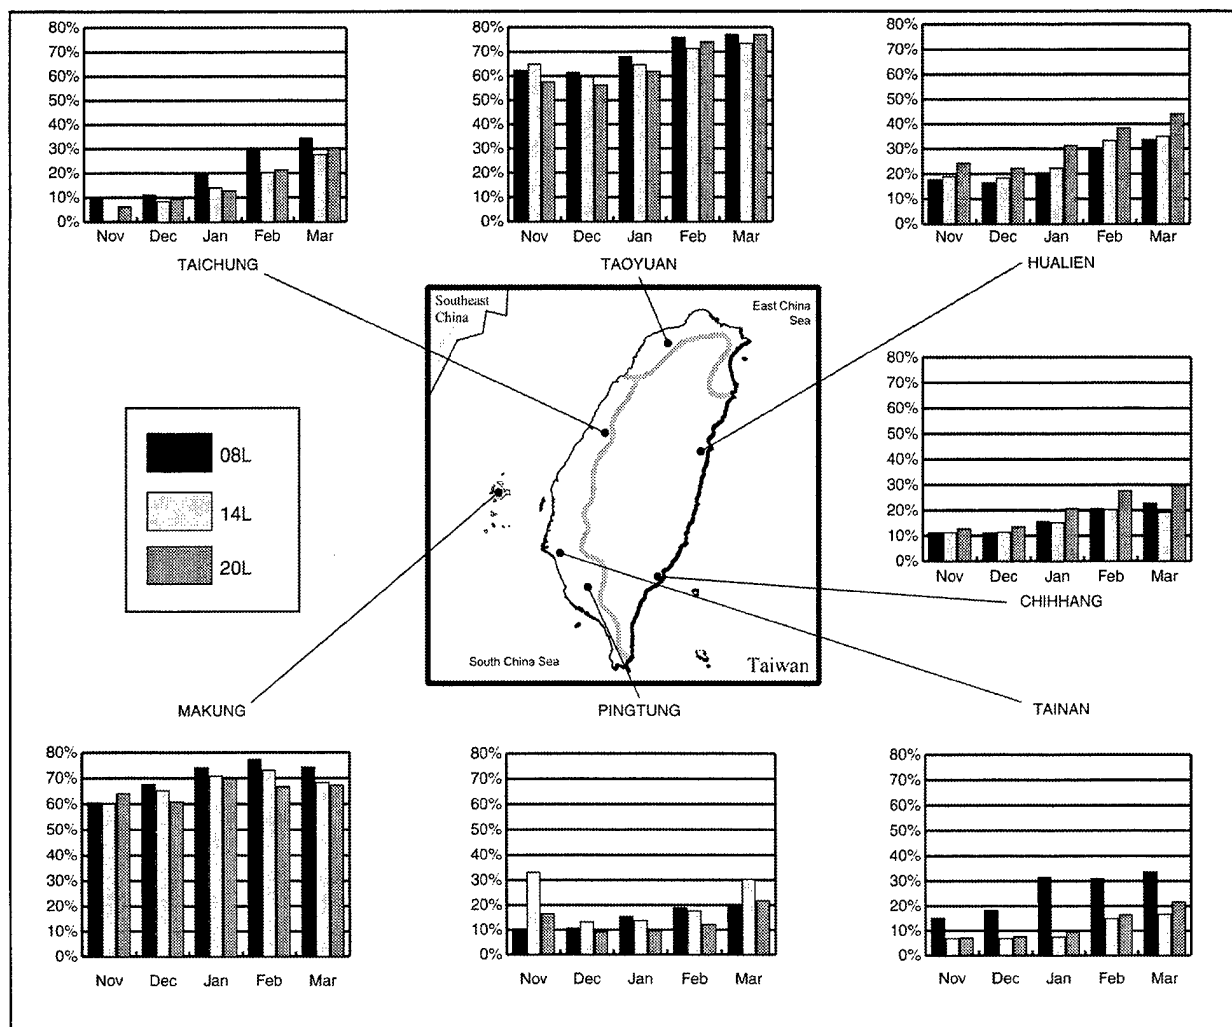 80%
70%
60%
50%
40%
30%
20%
10%
0%
Nov Dec Jan Feb Mar
TAICHUNG
80%
70%
60%
50%
40%
30%
20%
10%
0%
Nov Dec Jan Feb Mar
TAOYUAN
80%
70%
60%
50%
40%
30%
20%
10%
0%
Nov Dec Jan Feb Mar
HUALIEN
08L
14L
20L
Southeast
China
East China
Sea
South China Sea
Taiwan
80%
70%
60%
50%
40%
30%
20%
10%
0%
Nov Dec Jan Feb Mar
CHIHHANG
MAKUNG
80%
70%
60%
50%
40%
30%
20%
10%
0%
Nov Dec Jan Feb Mar
PINGTUNG
80%
70%
60%
50%
40%
30%
20%
10%
0%
Nov Dec Jan Feb Mar
TAINAN
80%
70%
60%
50%
40%
30%
20%
10%
0%
Nov Dec Jan Feb Mar